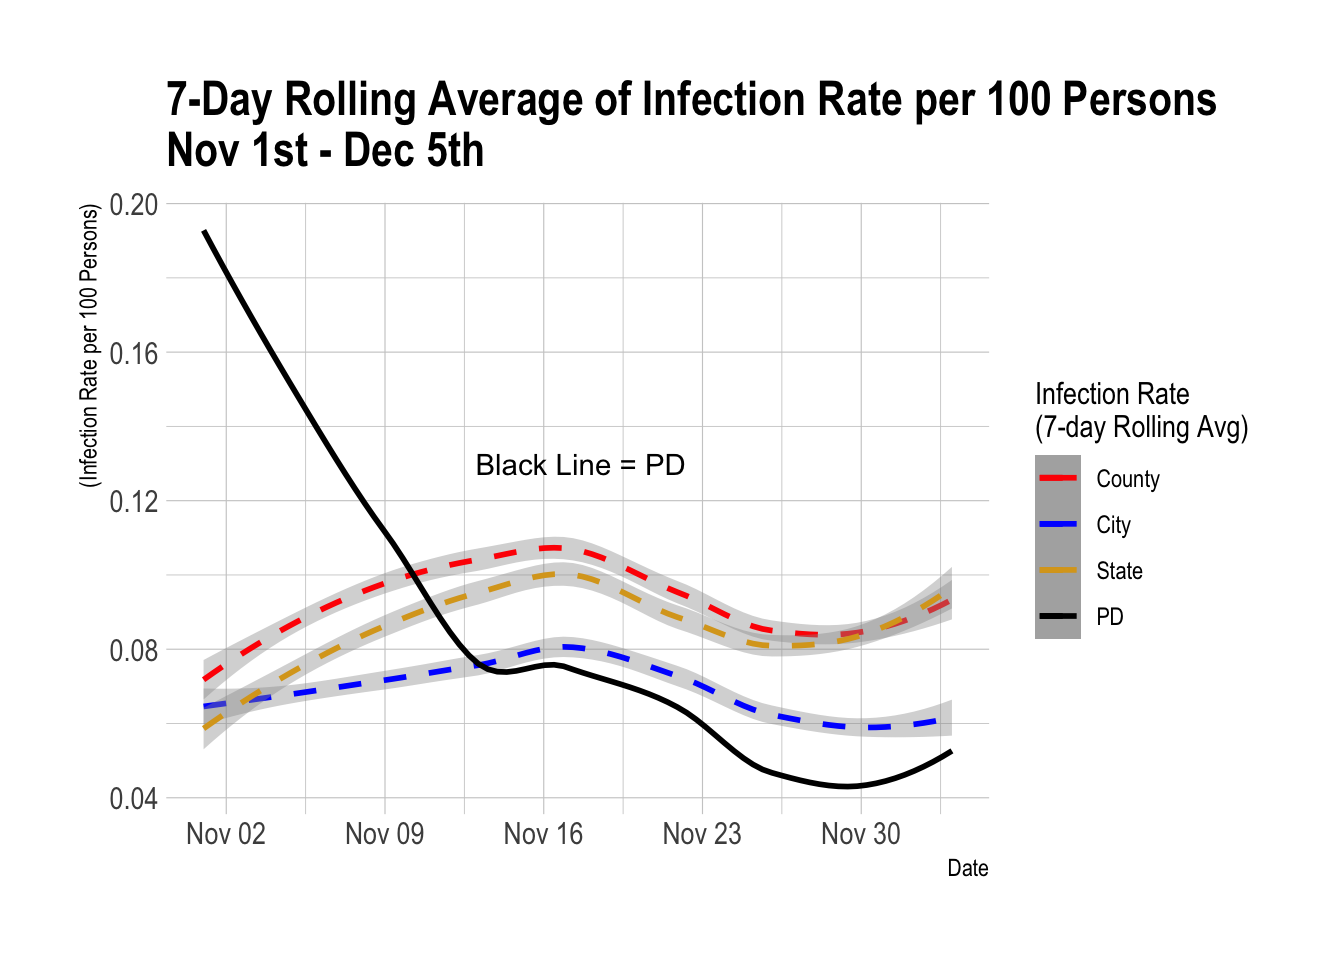 7-Day Rolling Average of Infection Rate per 100 Persons
Nov 1st - Dec 5th
(Infection Rate per 100 Persons)
0.20
0.16
0.12
0.08
0.04
Black Line = PD
Nov 02
Nov 09
Nov 16
Nov 23
Nov 30
Date
Infection Rate
(7-day Rolling Avg)
County
City
State
PD